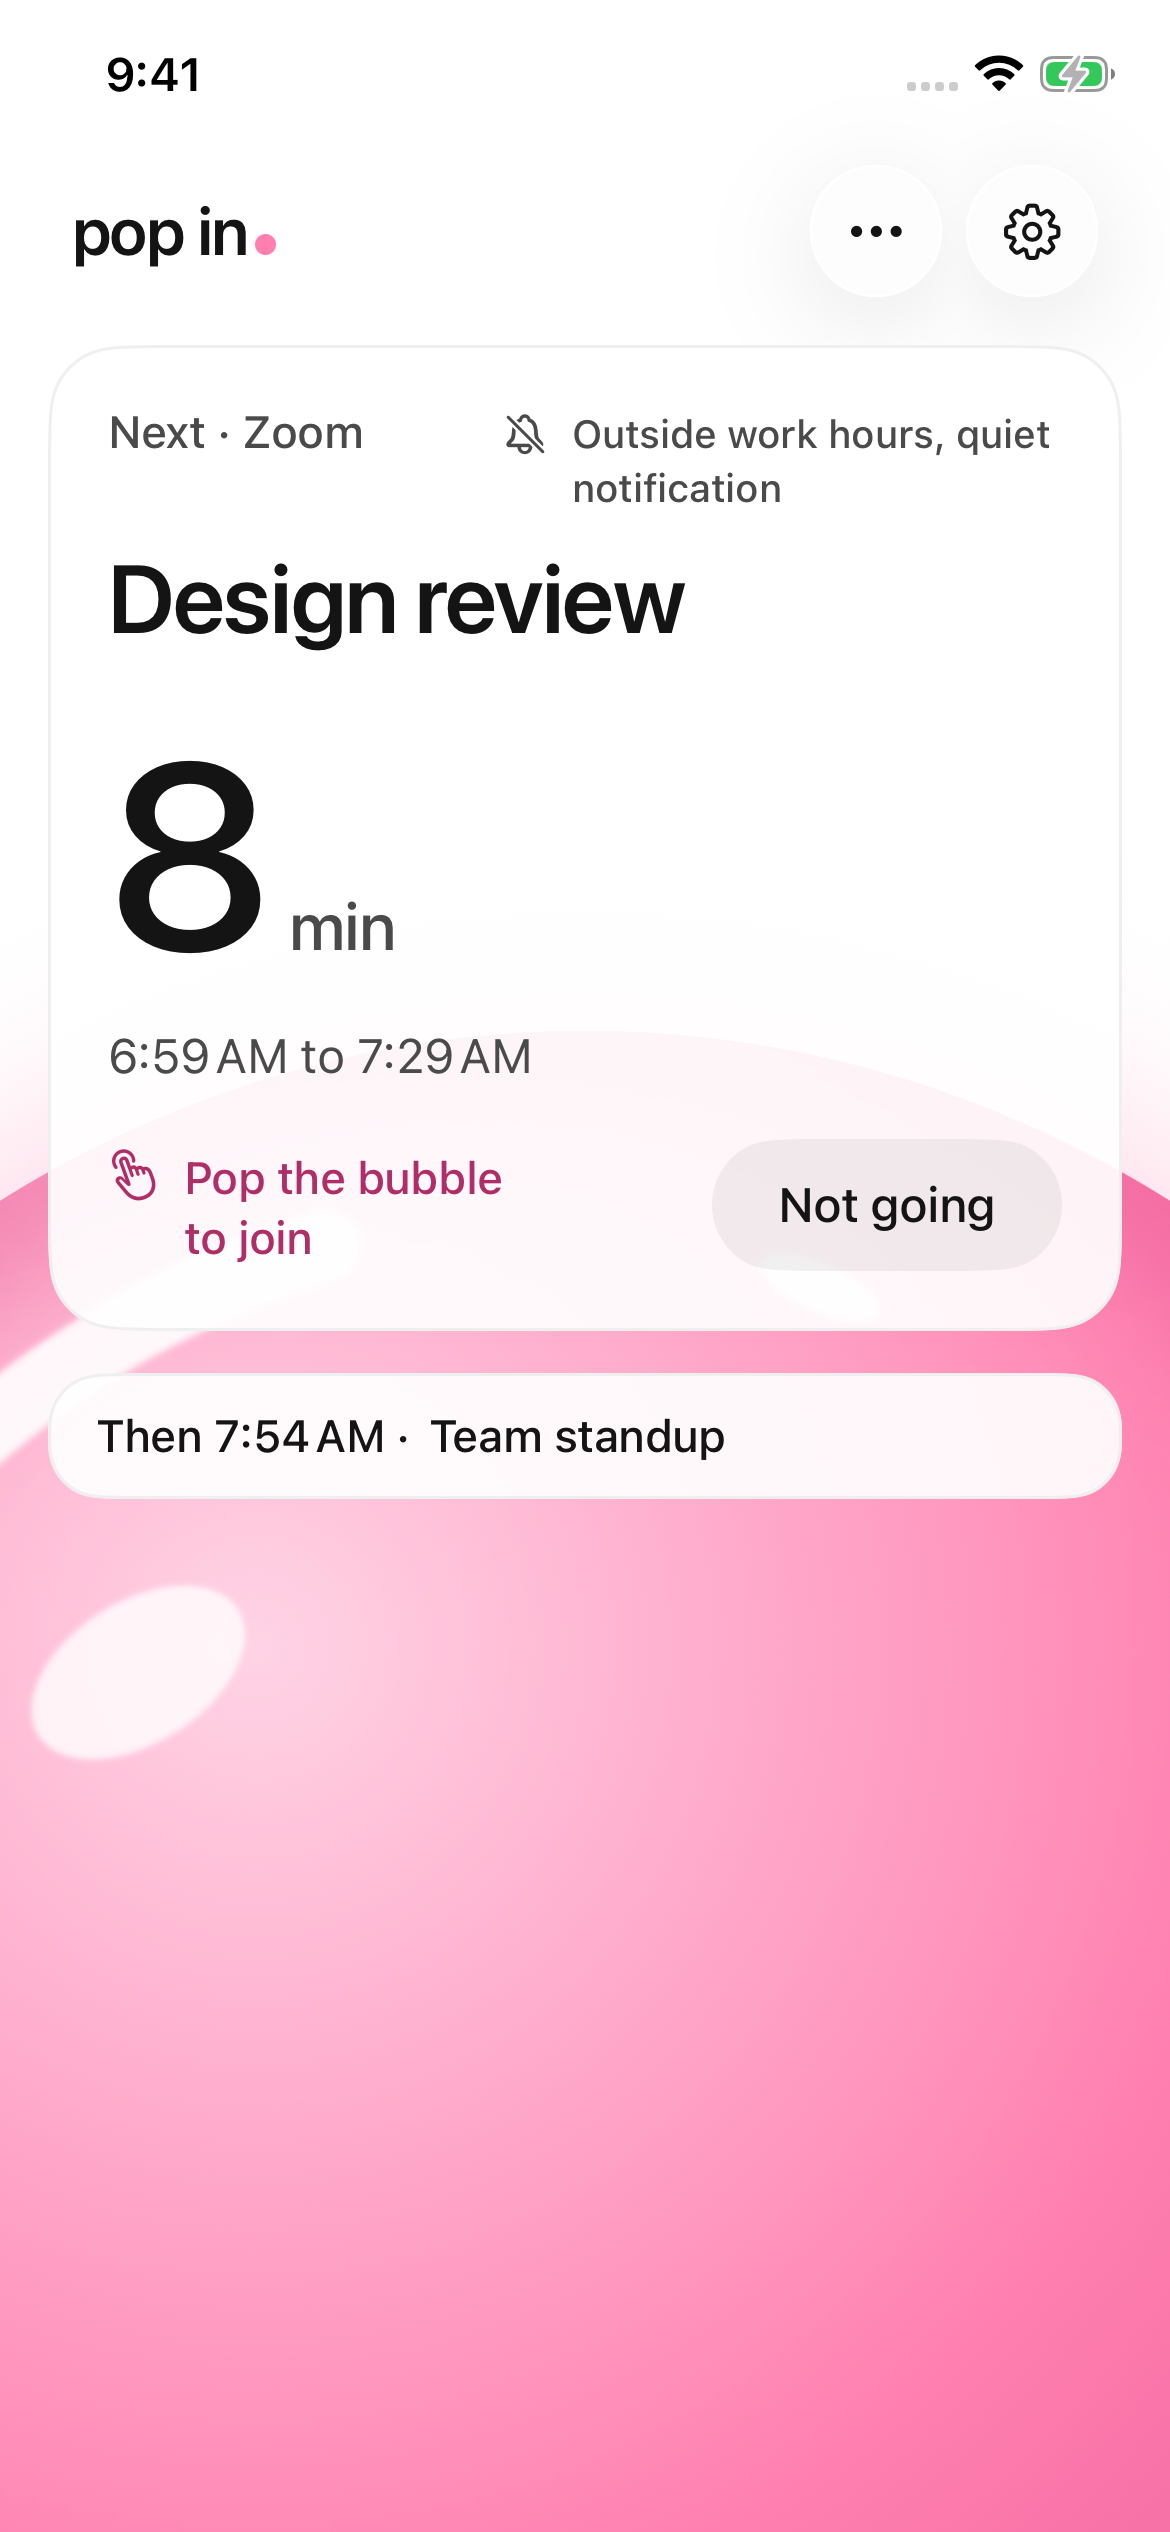 9:41
pop in
Next · Zoom
Outside work hours, quiet
notification
Design review
8 min
6:59 AM to 7:29 AM
Pop the bubble
to join
Not going
Then 7:54 AM · Team standup